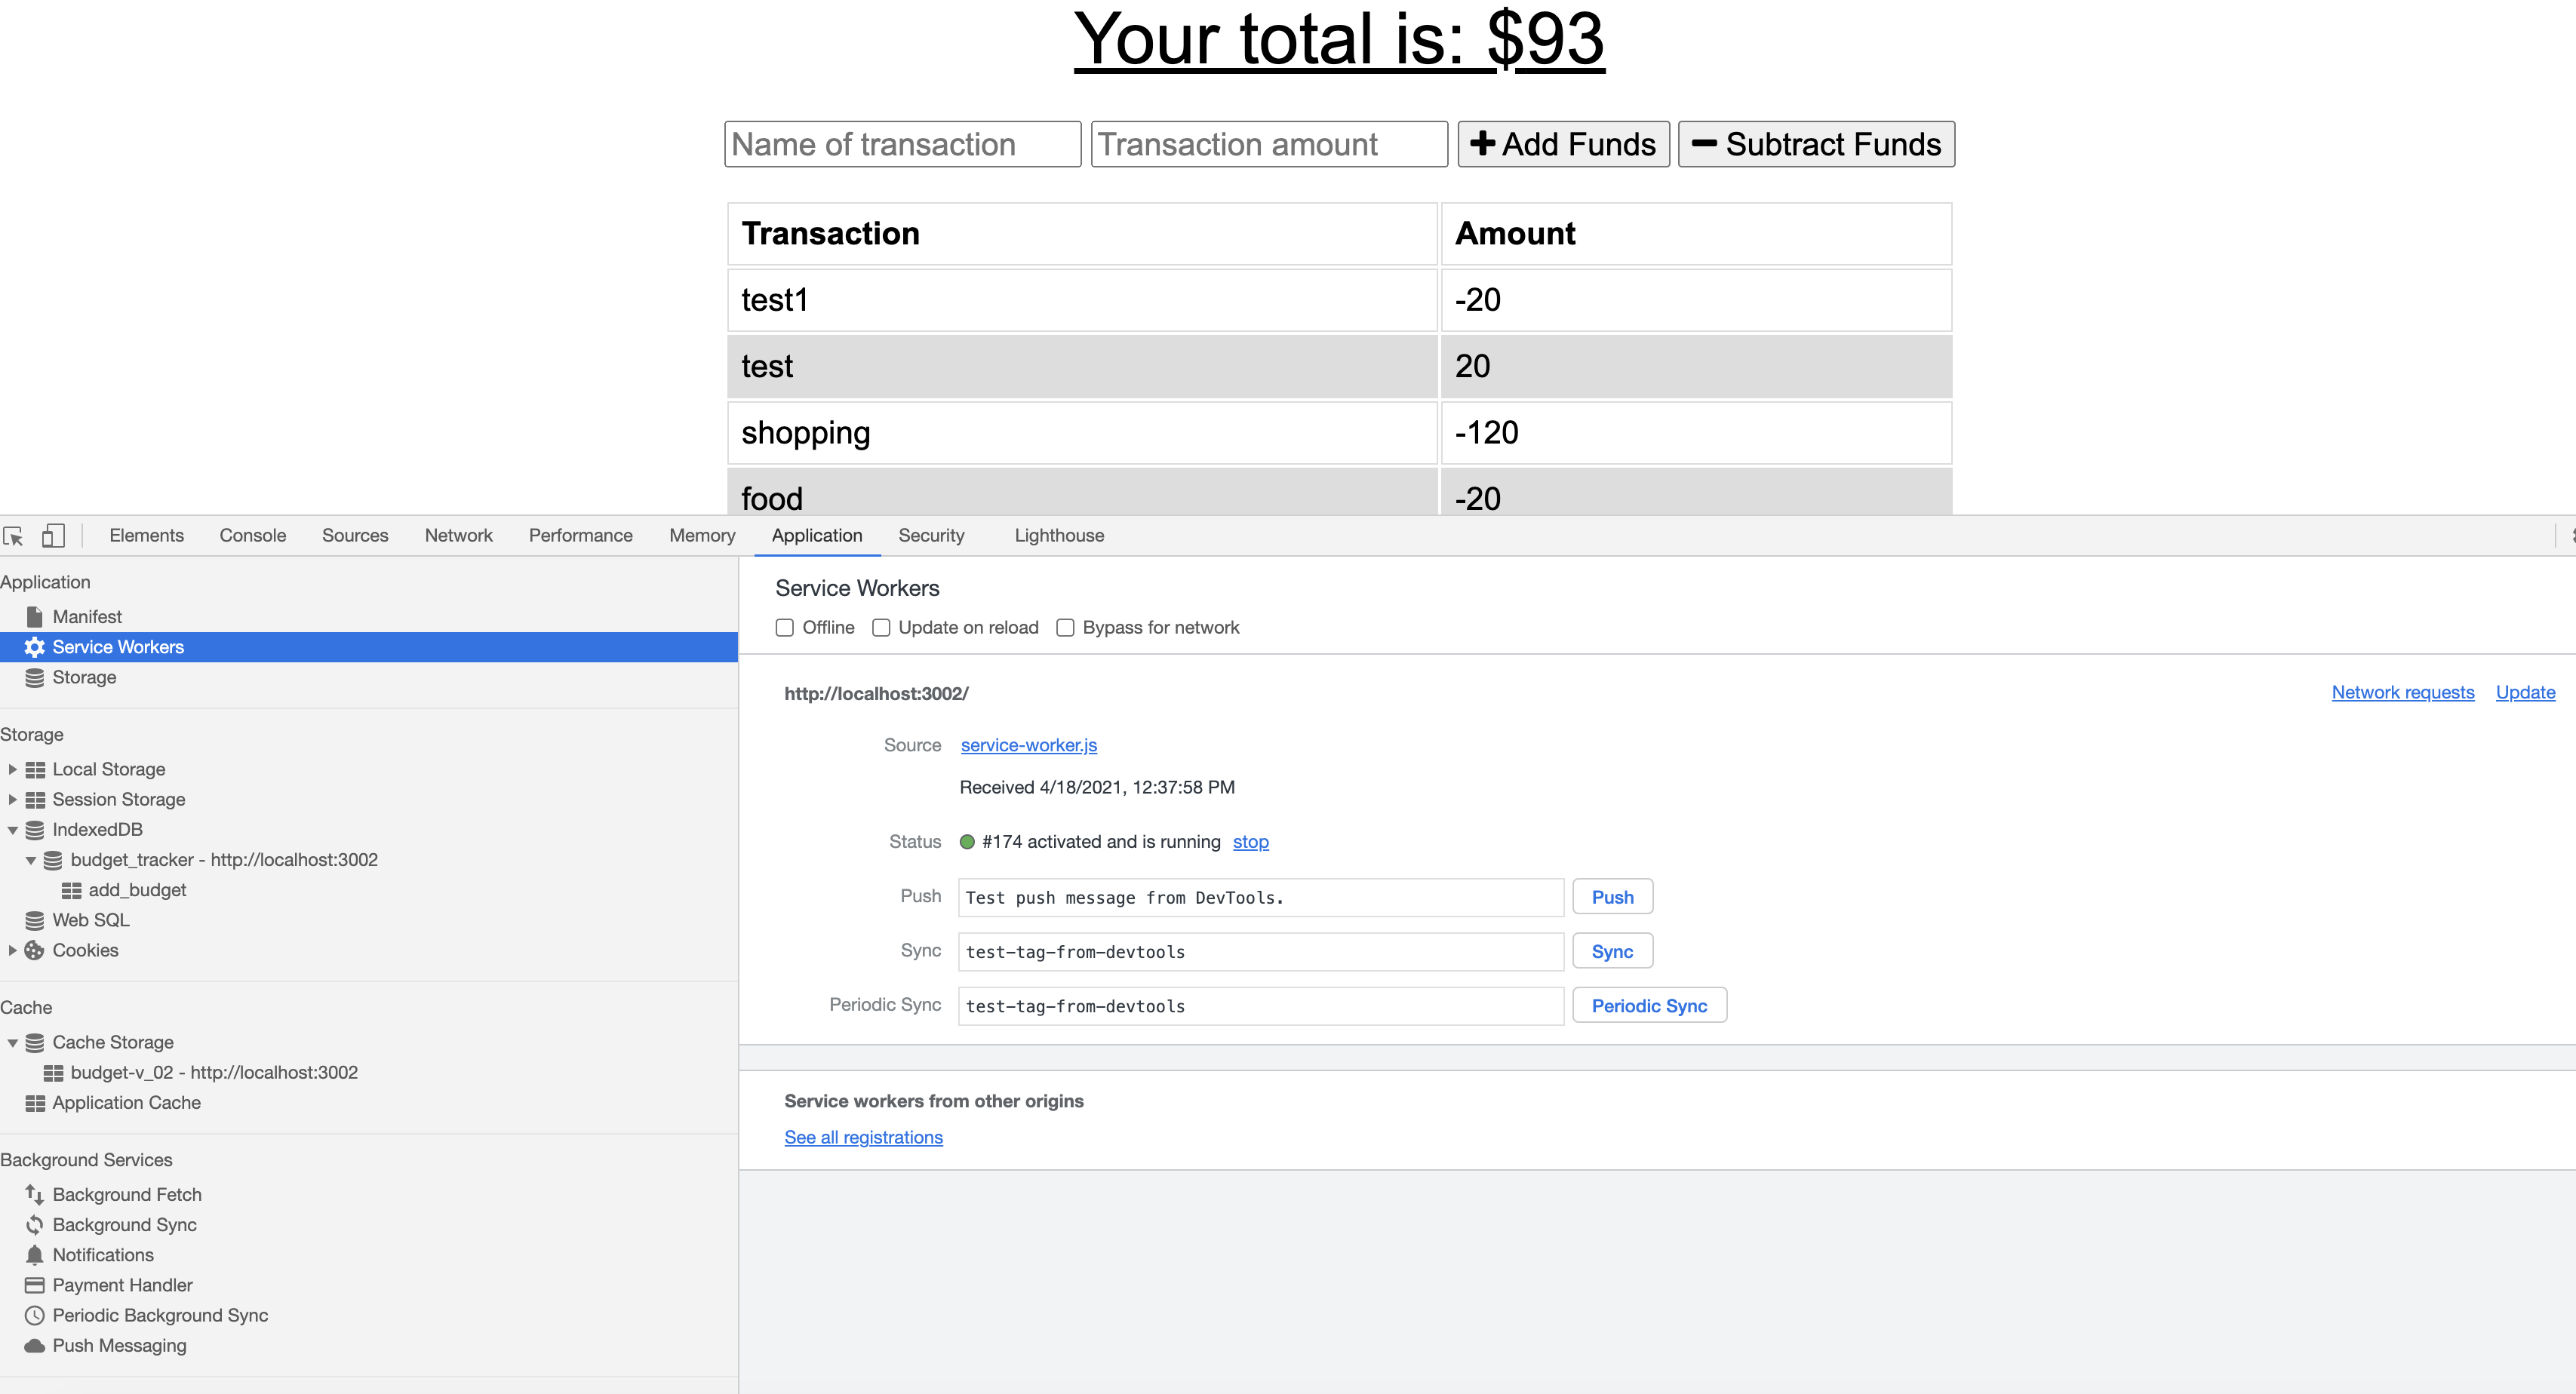 Your total is: $93
Name of transaction Transaction amount Add Funds Subtract Funds
Transaction Amount
test1 -20
test 20
shopping -120
food -20
Elements Console Sources Network Performance Memory Application Security Lighthouse
Application
Manifest
Service Workers
Storage
Storage
Local Storage
Session Storage
IndexedDB
budget_tracker - http://localhost:3002
add_budget
Web SQL
Cookies
Cache
Cache Storage
budget-v_02 - http://localhost:3002
Application Cache
Background Services
Background Fetch
Background Sync
Notifications
Payment Handler
Periodic Background Sync
Push Messaging
Service Workers
Offline Update on reload Bypass for network
http://localhost:3002/ Network requests Update
Source service-worker.js
Received 4/18/2021, 12:37:58 PM
Status #174 activated and is running stop
Push Test push message from DevTools. Push
Sync test-tag-from-devtools Sync
Periodic Sync test-tag-from-devtools Periodic Sync
Service workers from other origins
See all registrations